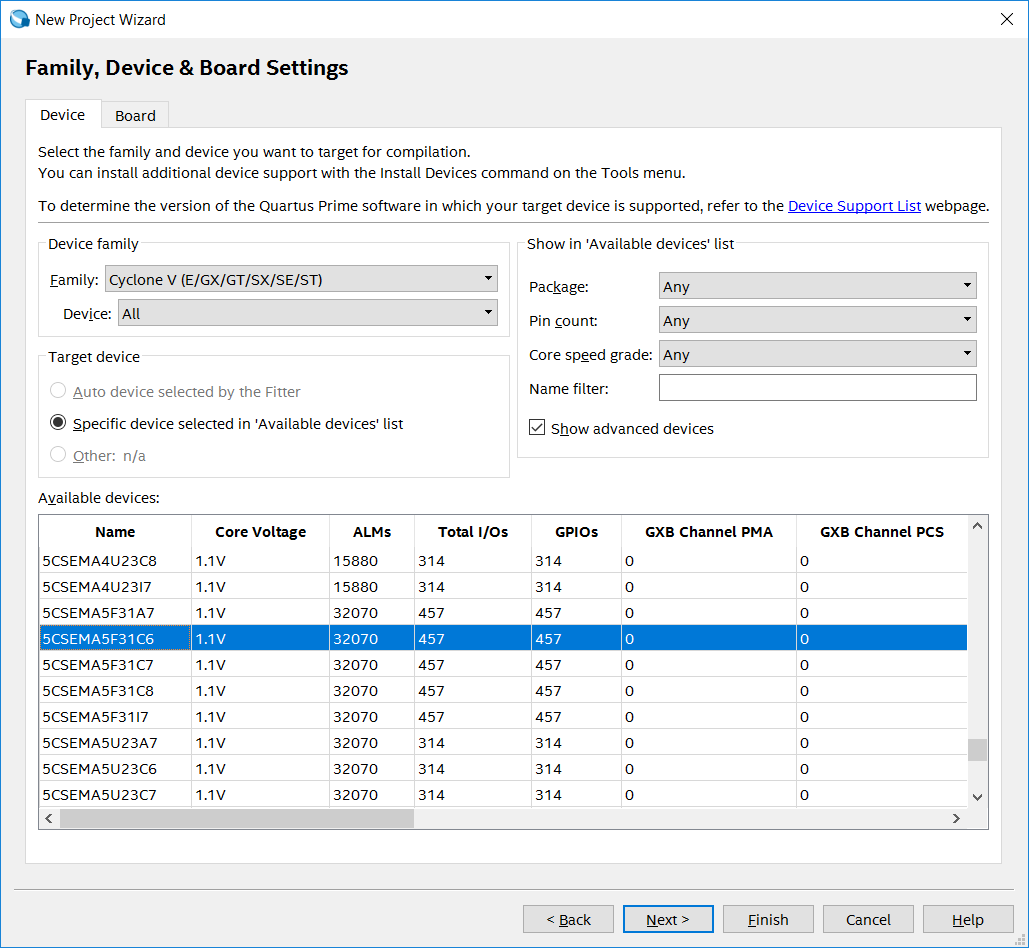 New Project Wizard
Family, Device & Board Settings
Device Board
Select the family and device you want to target for compilation.
You can install additional device support with the Install Devices command on the Tools menu.
To determine the version of the Quartus Prime software in which your target device is supported, refer to the Device Support List webpage.
Device family
Family: Cyclone V (E/GX/GT/SX/SE/ST)
Device: All
Target device
Auto device selected by the Fitter
Specific device selected in 'Available devices' list
Other: n/a
Show in 'Available devices' list
Package: Any
Pin count: Any
Core speed grade: Any
Name filter:
Show advanced devices
Available devices:
Name Core Voltage ALMs Total I/Os GPIOs GXB Channel PMA GXB Channel PCS
5CSEMA4U23C8 1.1V 15880 314 314 0 0
5CSEMA4U23I7 1.1V 15880 314 314 0 0
5CSEMA5F31A7 1.1V 32070 457 457 0 0
5CSEMA5F31C6 1.1V 32070 457 457 0 0
5CSEMA5F31C7 1.1V 32070 457 457 0 0
5CSEMA5F31C8 1.1V 32070 457 457 0 0
5CSEMA5F31I7 1.1V 32070 457 457 0 0
5CSEMA5U23A7 1.1V 32070 314 314 0 0
5CSEMA5U23C6 1.1V 32070 314 314 0 0
5CSEMA5U23C7 1.1V 32070 314 314 0 0
< Back Next > Finish Cancel Help